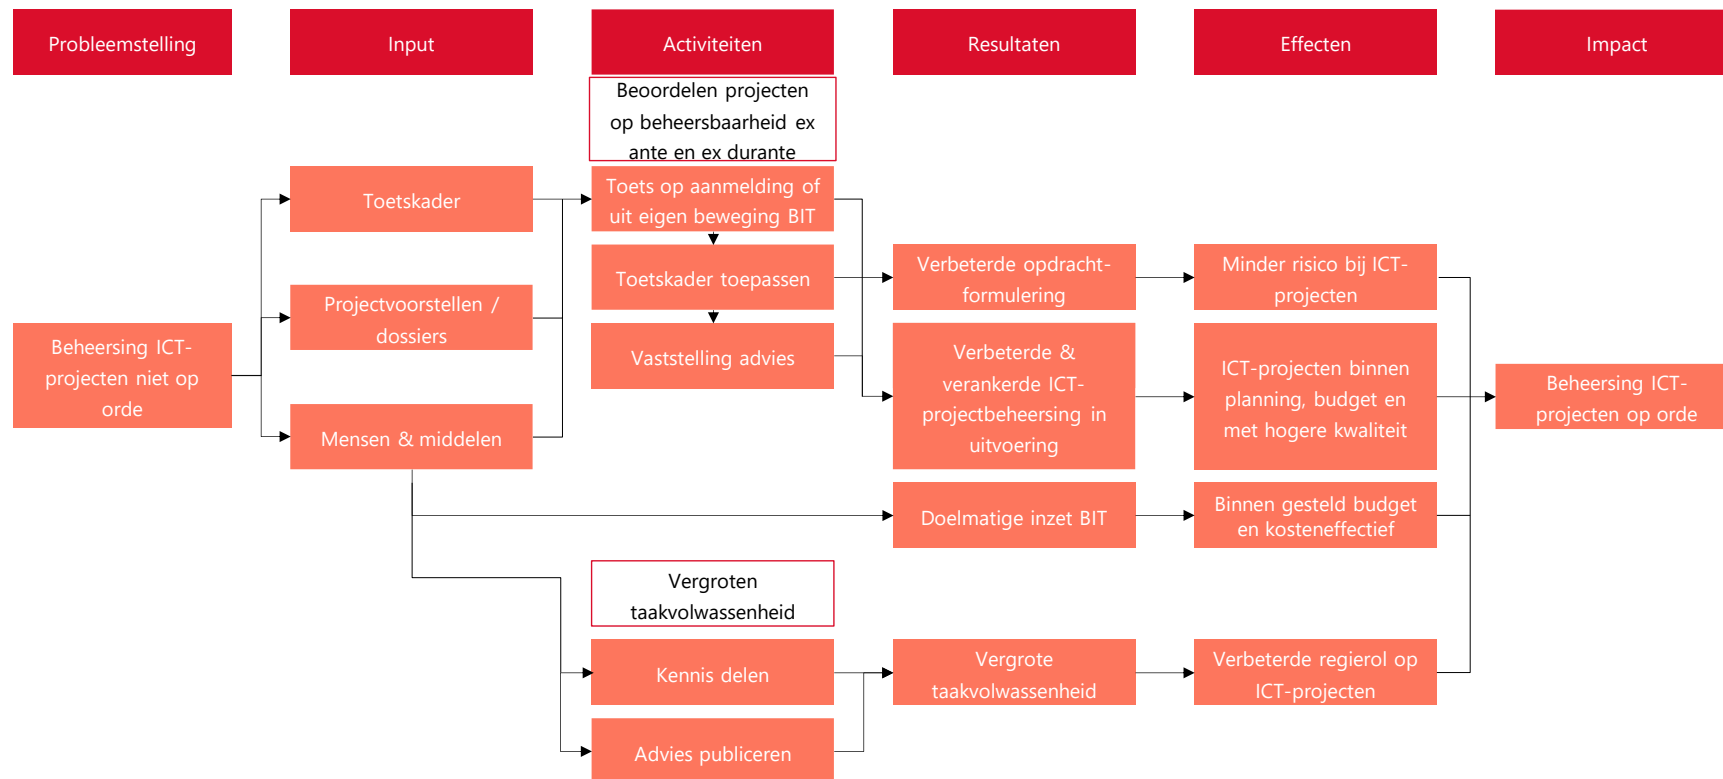 Probleemstelling
Input
Activiteiten
Resultaten
Effecten
Impact
Beheersing ICT-
projecten niet op
orde
Toetskader
Projectvoorstellen /
dossiers
Mensen & middelen
Beoordelen projecten
op beheersbaarheid ex
ante en ex durante
Toets op aanmelding of
uit eigen beweging BIT
Toetskader toepassen
Vaststelling advies
Vergroten
taakvolwassenheid
Kennis delen
Advies publiceren
Verbeterde opdracht-
formulering
Verbeterde &
verankerde ICT-
projectbeheersing in
uitvoering
Doelmatige inzet BIT
Vergrote
taakvolwassenheid
Minder risico bij ICT-
projecten
ICT-projecten binnen
planning, budget en
met hogere kwaliteit
Binnen gesteld budget
en kosteneffectief
Verbeterde regierol op
ICT-projecten
Beheersing ICT-
projecten op orde